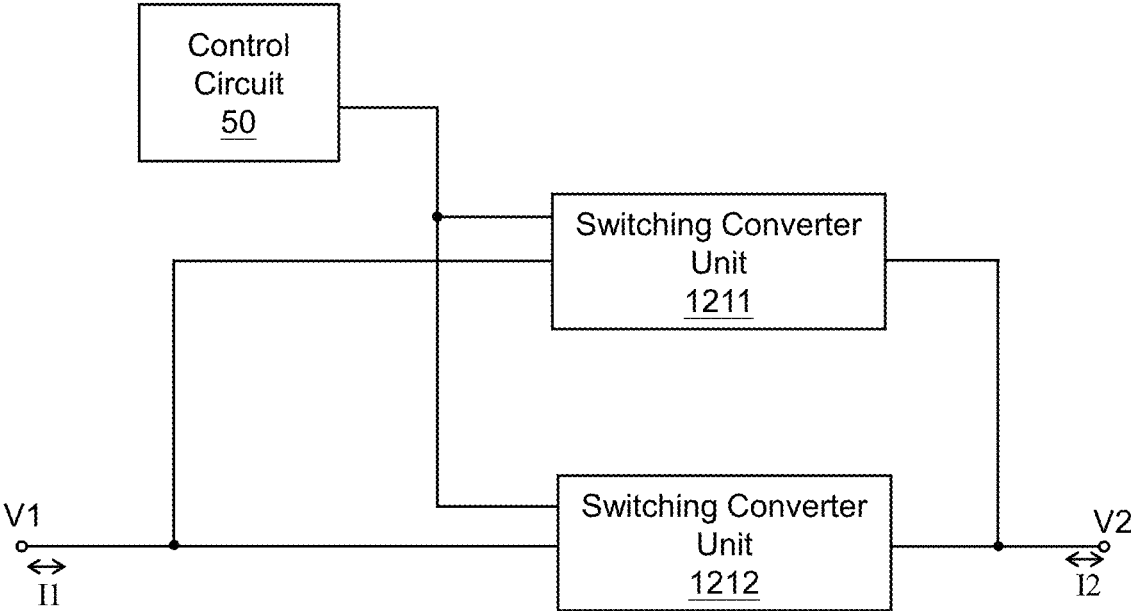 Control
Circuit
50
Switching Converter
Unit
1211
Switching Converter
Unit
1212
V1
I1
V2
I2